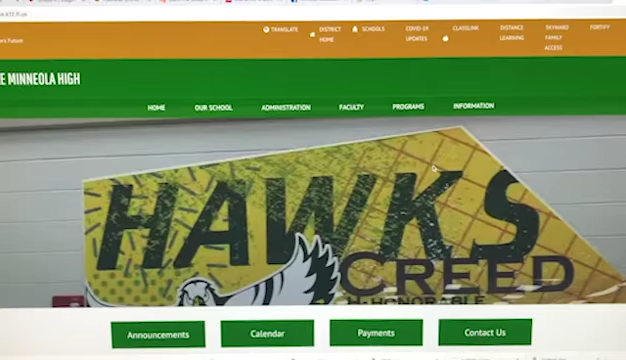 TRANSLATE
DISTRICT HOME
SCHOOLS
COVID-19 UPDATES
CLASSLINK
DISTANCE LEARNING
SKYWARD FAMILY ACCESS
FORTIFY
's Future
E MINNEOLA HIGH
HOME OUR SCHOOL ADMINISTRATION FACULTY PROGRAMS INFORMATION
HAWKS
CREED
HONORABLE
Announcements Calendar Payments Contact Us